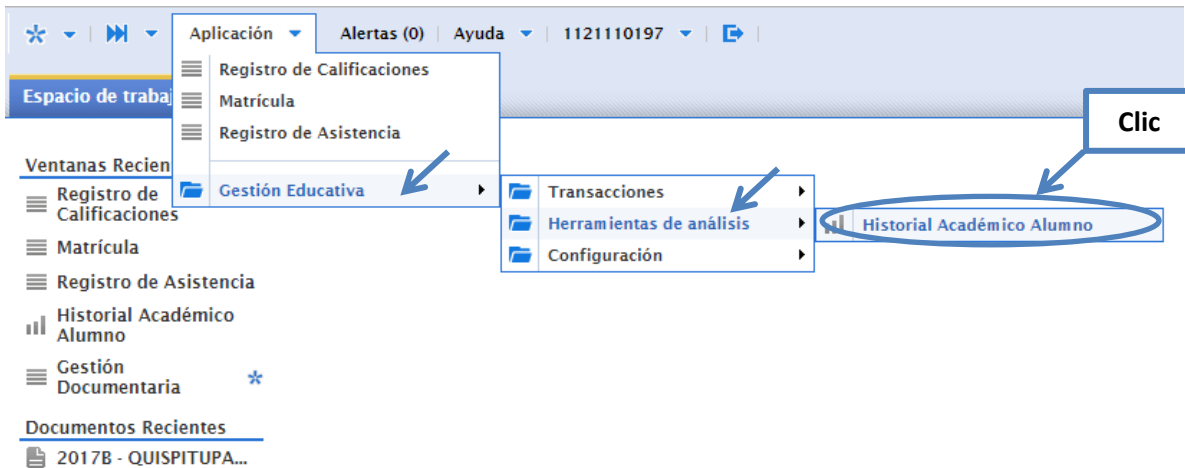 Aplicación
Alertas (0)
Ayuda
1121110197
Registro de Calificaciones
Matrícula
Registro de Asistencia
Gestión Educativa
Espacio de trabaj
Clic
Transacciones
Herramientas de análisis
Configuración
Historial Académico Alumno
Ventanas Recien
Registro de
Calificaciones
Matrícula
Registro de Asistencia
Historial Académico
Alumno
Gestión
Documentaria
Documentos Recientes
2017B - QUISPITUPA...